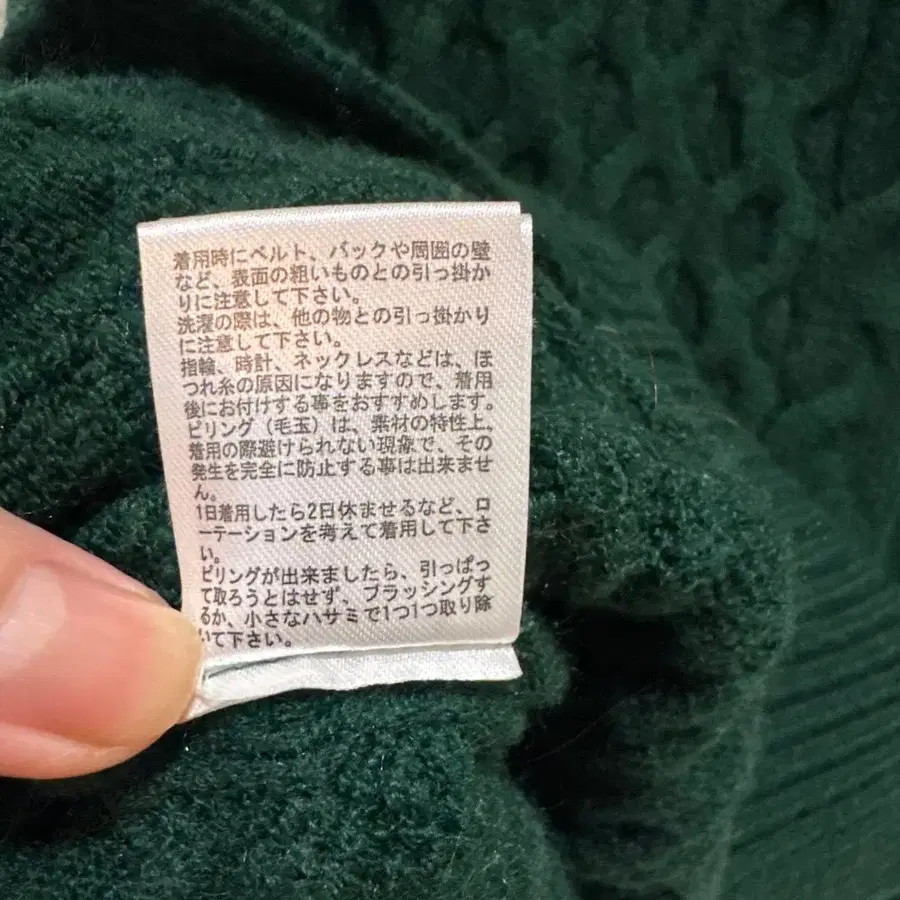 着用時にベルト、バックや周囲の壁
など、表面の粗いものとの引っ掛か
りに注意して下さい。
洗濯の際は、他の物との引っ掛かり
に注意して下さい。
指輪、時計、ネックレスなどは、ほ
つれ糸の原因になりますので、着用
後にお付けする事をおすすめします。
ピリング（毛玉）は、素材の特性上、
着用の際避けられない現象で、その
発生を完全に防止する事は出来ませ
ん。
1日着用したら2日休ませるなど、ロ
ーテーションを考えて着用して下さ
い。
ピリングが出来ましたら、引っぱっ
て取ろうとはせず、ブラッシングす
るか、小さなハサミで1つ1つ取り除
いて下さい。